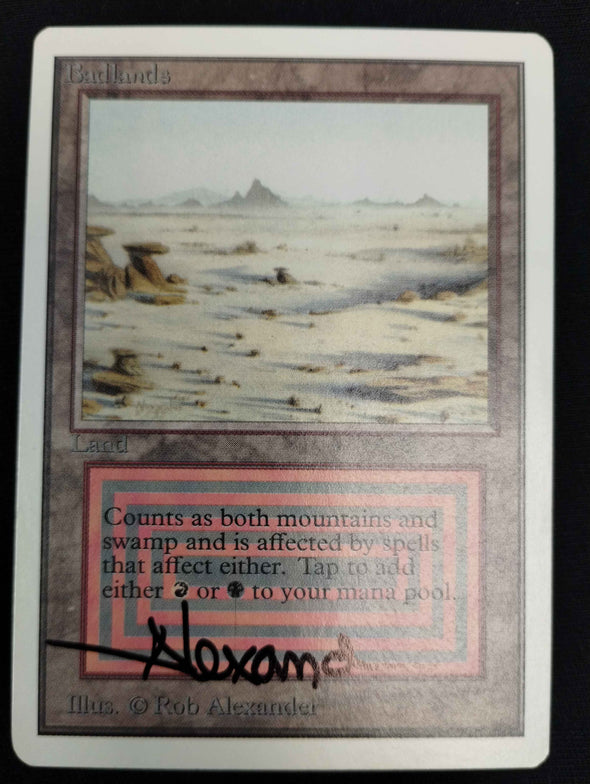 Badlands
Land
Counts as both mountains and
swamp and is affected by spells
that affect either. Tap to add
either or to your mana pool.
Alexand
Illus. © Rob Alexander